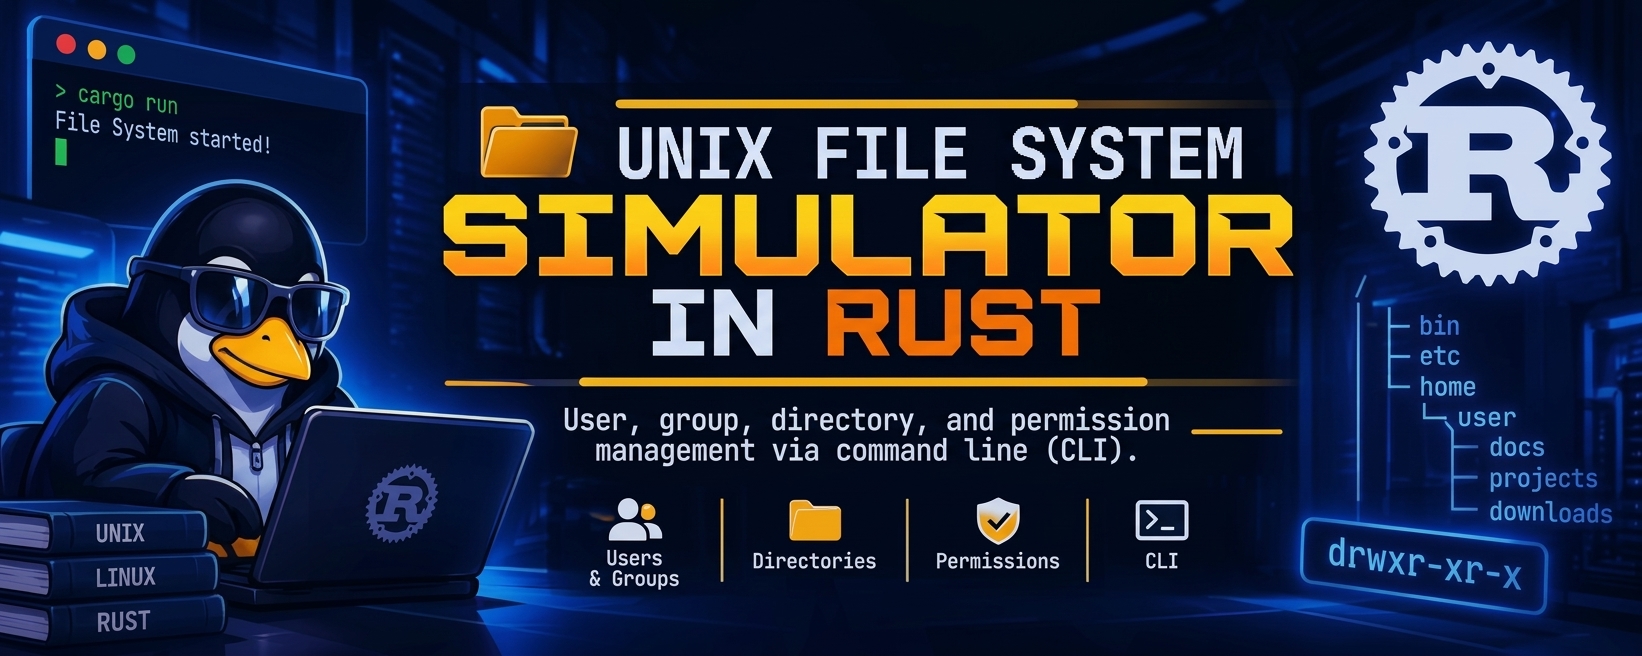 > cargo run
File System started!
UNIX FILE SYSTEM
SIMULATOR
IN RUST
User, group, directory, and permission
management via command line (CLI).
Users
& Groups
Directories
Permissions
>_
CLI
R
/
bin
etc
home
user
docs
projects
downloads
drwxr-xr-x
R
UNIX
LINUX
RUST